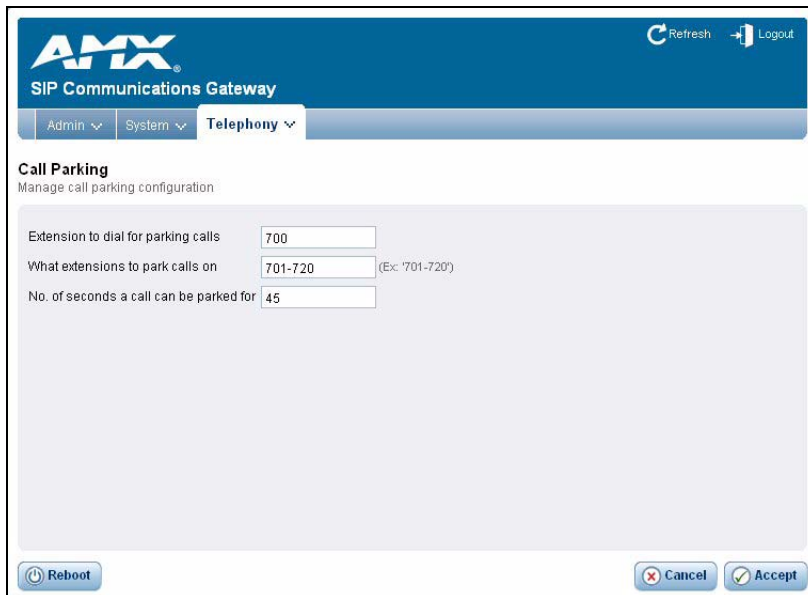 Refresh Logout
AMX®
SIP Communications Gateway
Admin System Telephony
Call Parking
Manage call parking configuration
Extension to dial for parking calls 700
What extensions to park calls on 701-720 (Ex: '701-720')
No. of seconds a call can be parked for 45
Reboot Cancel Accept